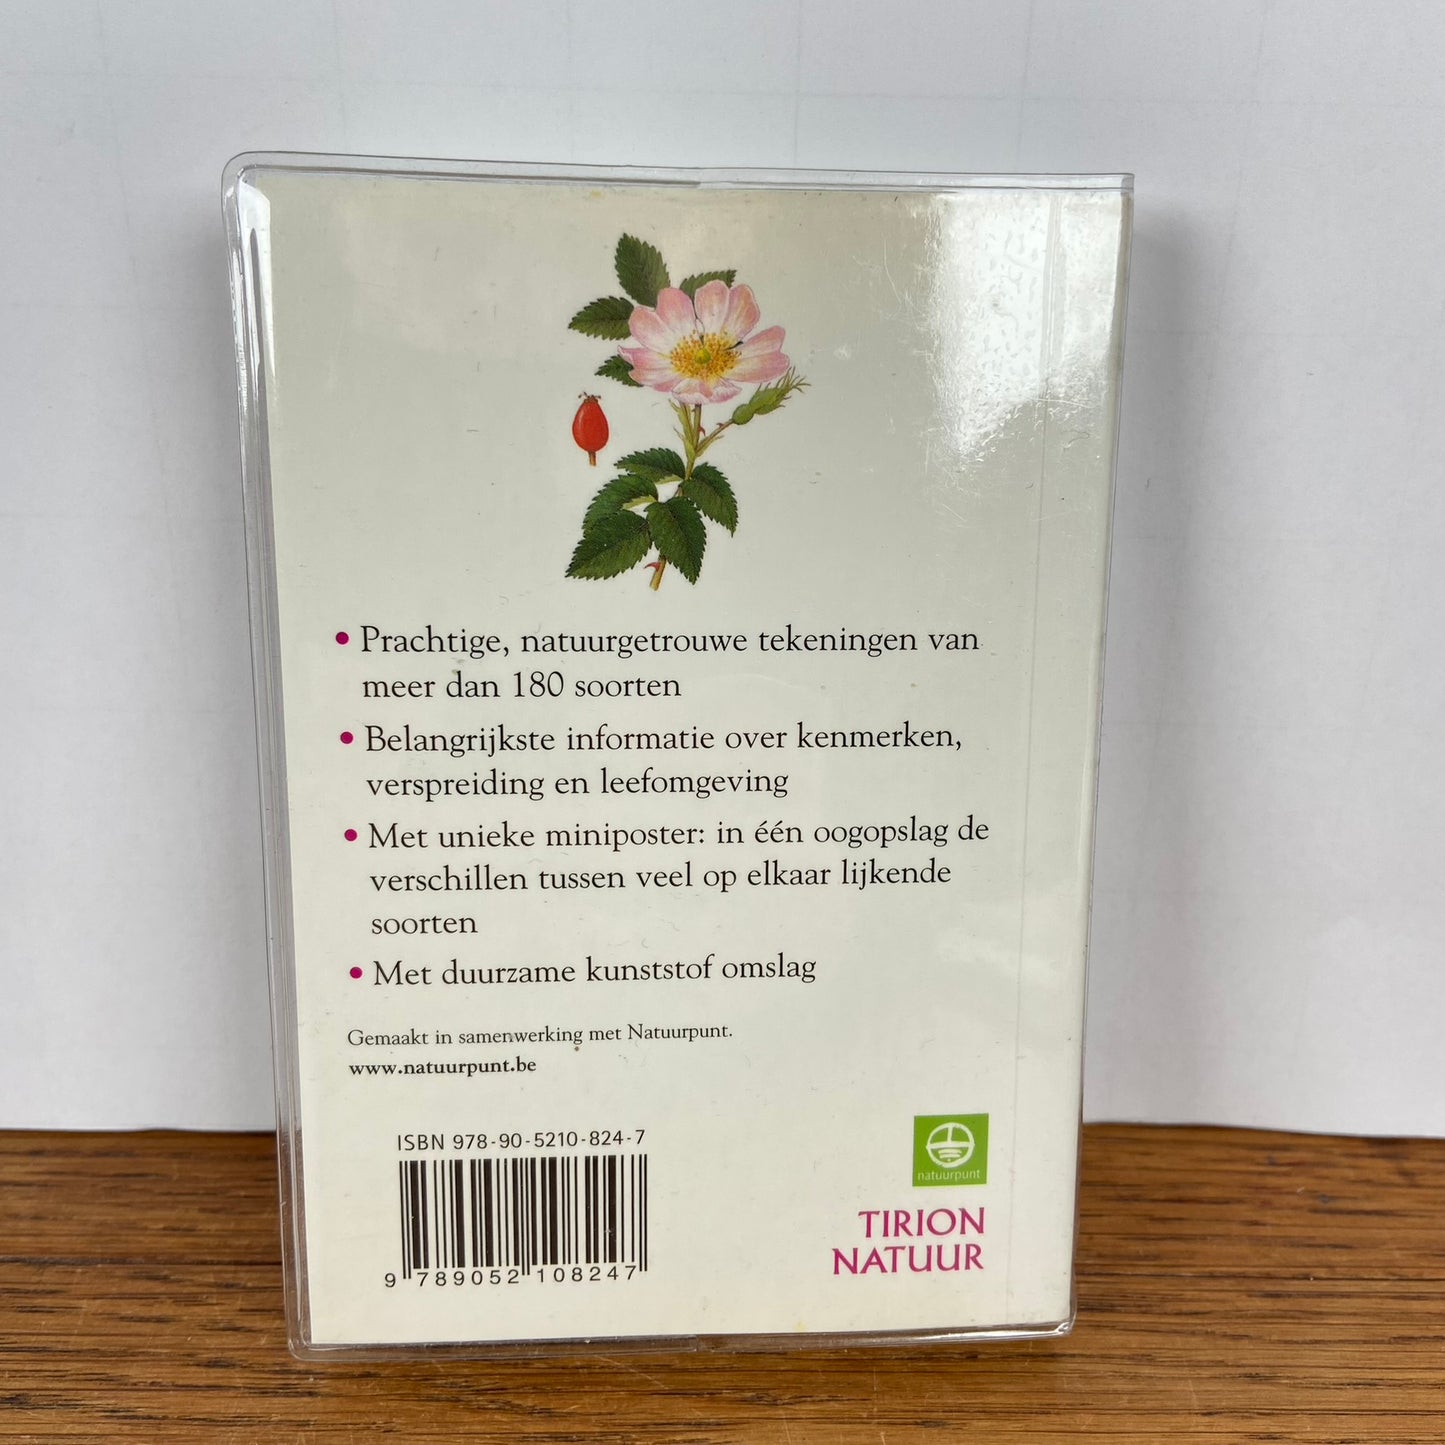 • Prachtige, natuurgetrouwe tekeningen van
meer dan 180 soorten
• Belangrijkste informatie over kenmerken,
verspreiding en leefomgeving
• Met unieke miniposter: in één oogopslag de
verschillen tussen veel op elkaar lijkende
soorten
• Met duurzame kunststof omslag
Gemaakt in samenwerking met Natuurpunt.
www.natuurpunt.be
ISBN 978-90-5210-824-7
9 789052 108247
natuurpunt
TIRION
NATUUR